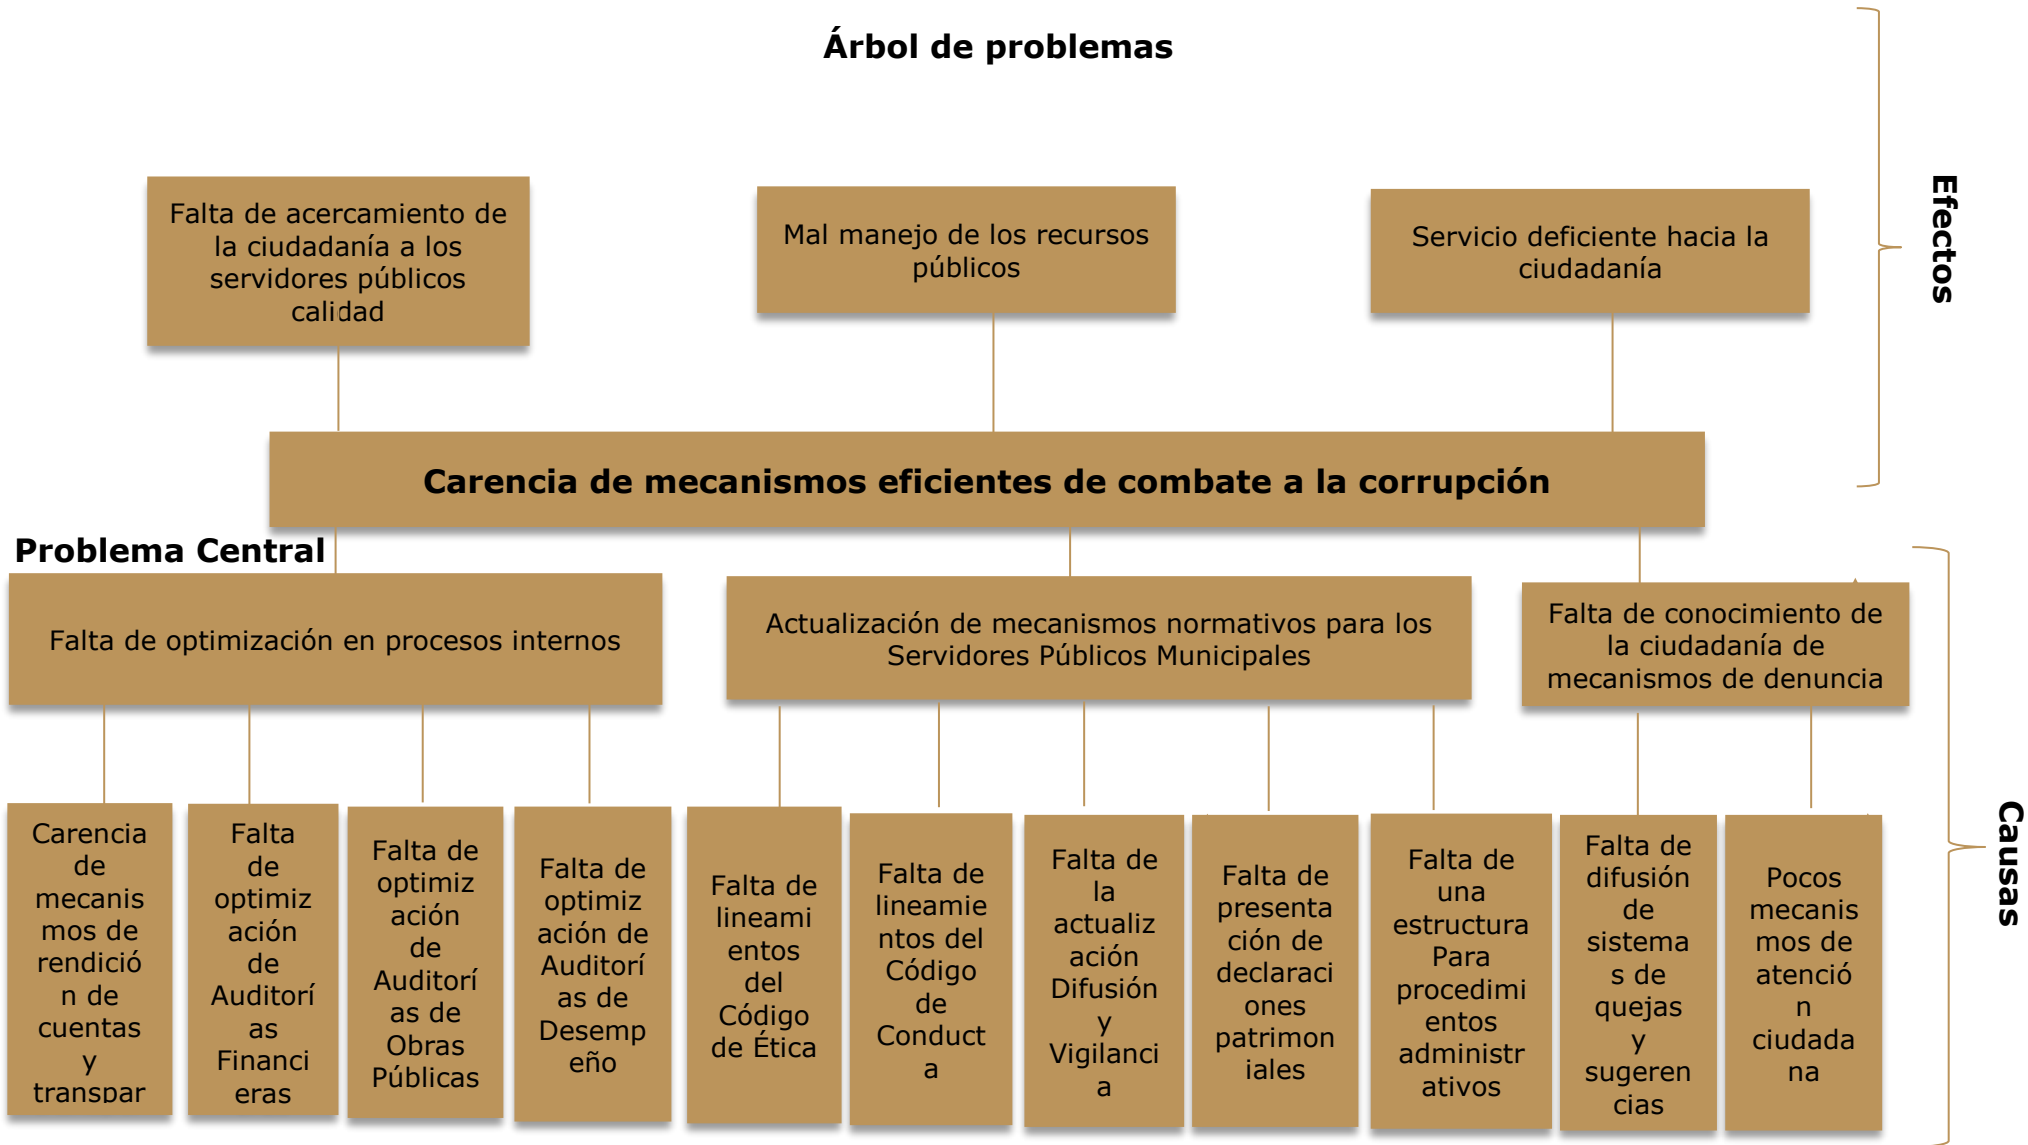 Árbol de problemas
Efectos
Falta de acercamiento de
la ciudadanía a los
servidores públicos
calidad
Mal manejo de los recursos
públicos
Servicio deficiente hacia la
ciudadanía
Carencia de mecanismos eficientes de combate a la corrupción
Problema Central
Falta de optimización en procesos internos
Actualización de mecanismos normativos para los
Servidores Públicos Municipales
Falta de conocimiento de
la ciudadanía de
mecanismos de denuncia
Causas
Carencia
de
mecanis
mos de
rendició
n de
cuentas
y
transpar
Falta
de
optimiz
ación
de
Auditorí
as
Financi
eras
Falta de
optimiz
ación
de
Auditorí
as de
Obras
Públicas
Falta de
optimiz
ación de
Auditorí
as de
Desemp
eño
Falta de
lineami
entos
del
Código
de Ética
Falta de
lineamie
ntos del
Código
de
Conduct
a
Falta de
la
actualiz
ación
Difusión
y
Vigilanci
a
Falta de
presenta
ción de
declaraci
ones
patrimon
iales
Falta de
una
estructura
Para
procedimi
entos
administr
ativos
Falta de
difusión
de
sistema
s de
quejas
y
sugeren
cias
Pocos
mecanis
mos de
atenció
n
ciudada
na